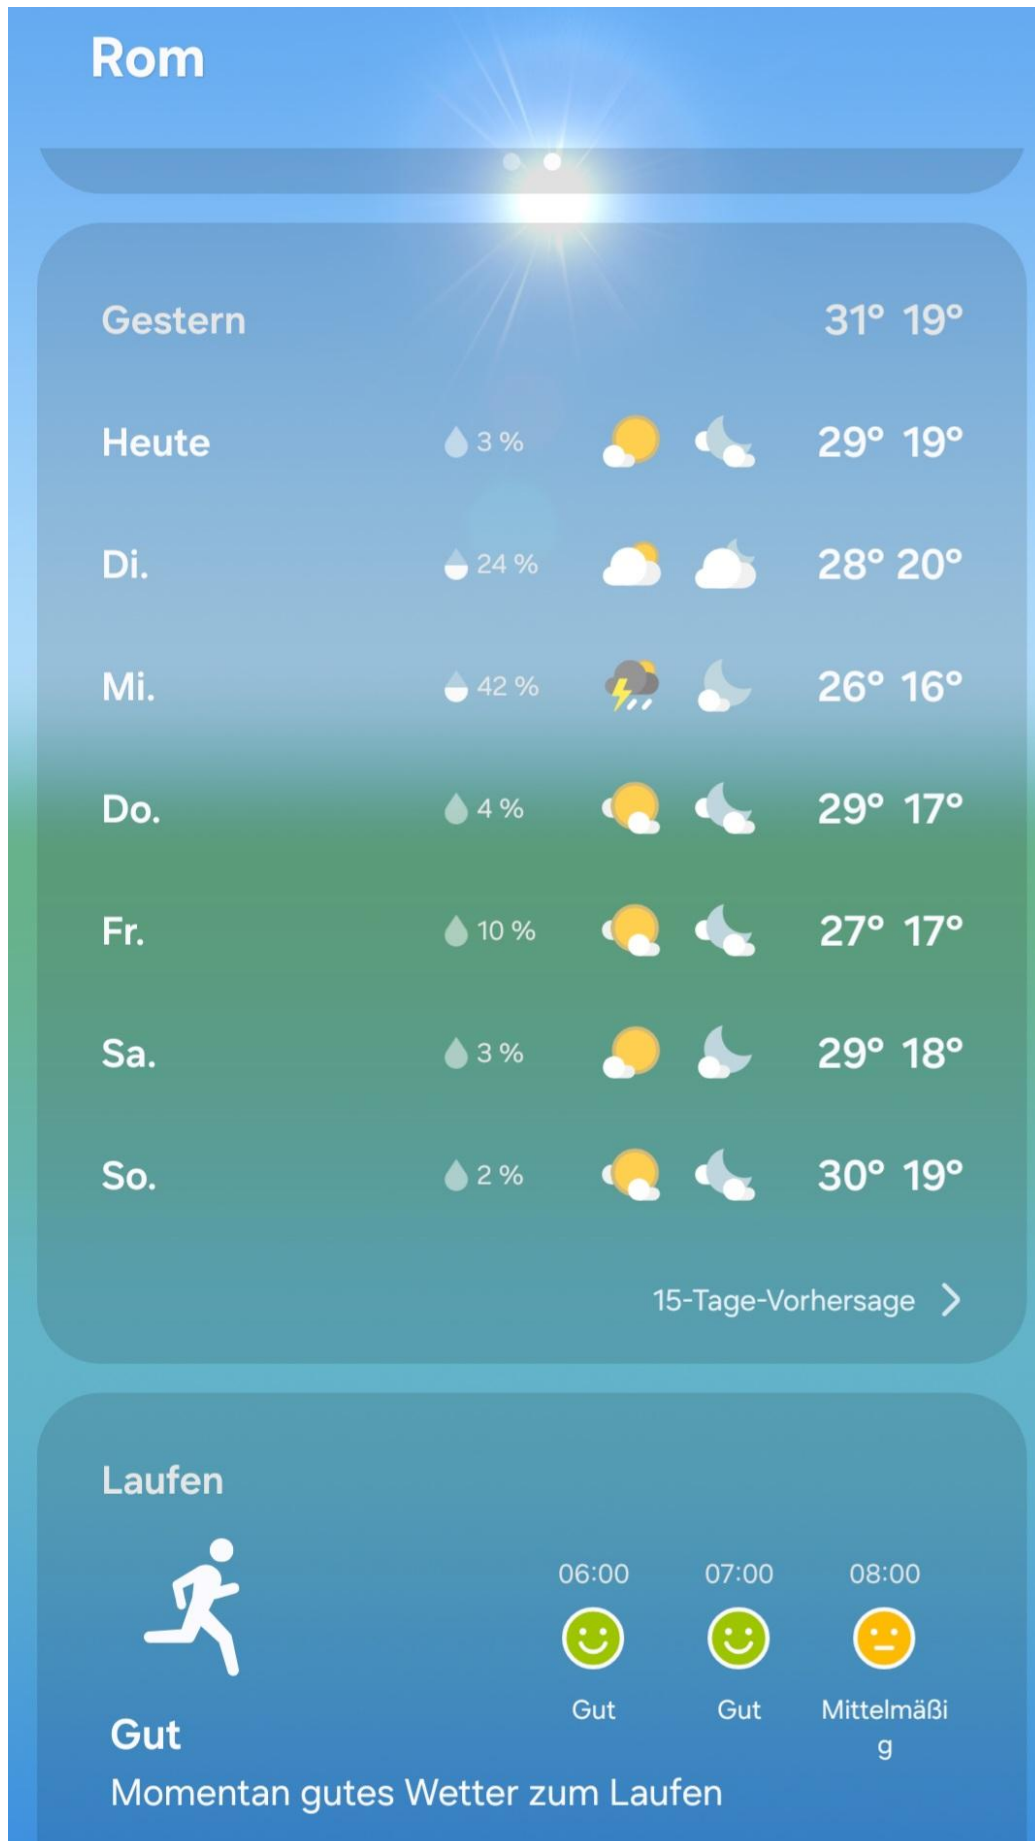 Rom
Gestern 31° 19°
Heute 3 % 29° 19°
Di. 24 % 28° 20°
Mi. 42 % 26° 16°
Do. 4 % 29° 17°
Fr. 10 % 27° 17°
Sa. 3 % 29° 18°
So. 2 % 30° 19°
15-Tage-Vorhersage
Laufen
06:00 07:00 08:00
Gut Gut Mittelmäßi
g
Gut
Momentan gutes Wetter zum Laufen